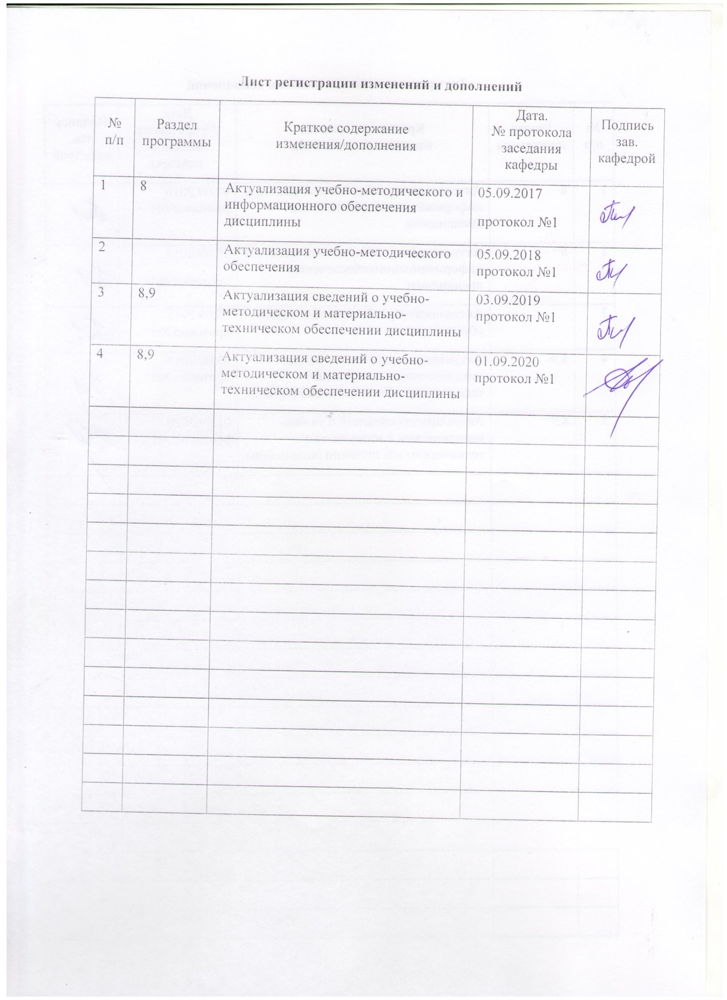 Лист регистрации изменений и дополнений
№
п/п
Раздел
программы
Краткое содержание
изменения/дополнения
Дата.
№ протокола
заседания
кафедры
Подпись
зав.
кафедрой
1
8
Актуализация учебно-методического и
информационного обеспечения
дисциплины
05.09.2017
протокол №1
2
Актуализация учебно-методического
обеспечения
05.09.2018
протокол №1
3
8,9
Актуализация сведений о учебно-
методическом и материально-
техническом обеспечении дисциплины
03.09.2019
протокол №1
4
8,9
Актуализация сведений о учебно-
методическом и материально-
техническом обеспечении дисциплины
01.09.2020
протокол №1